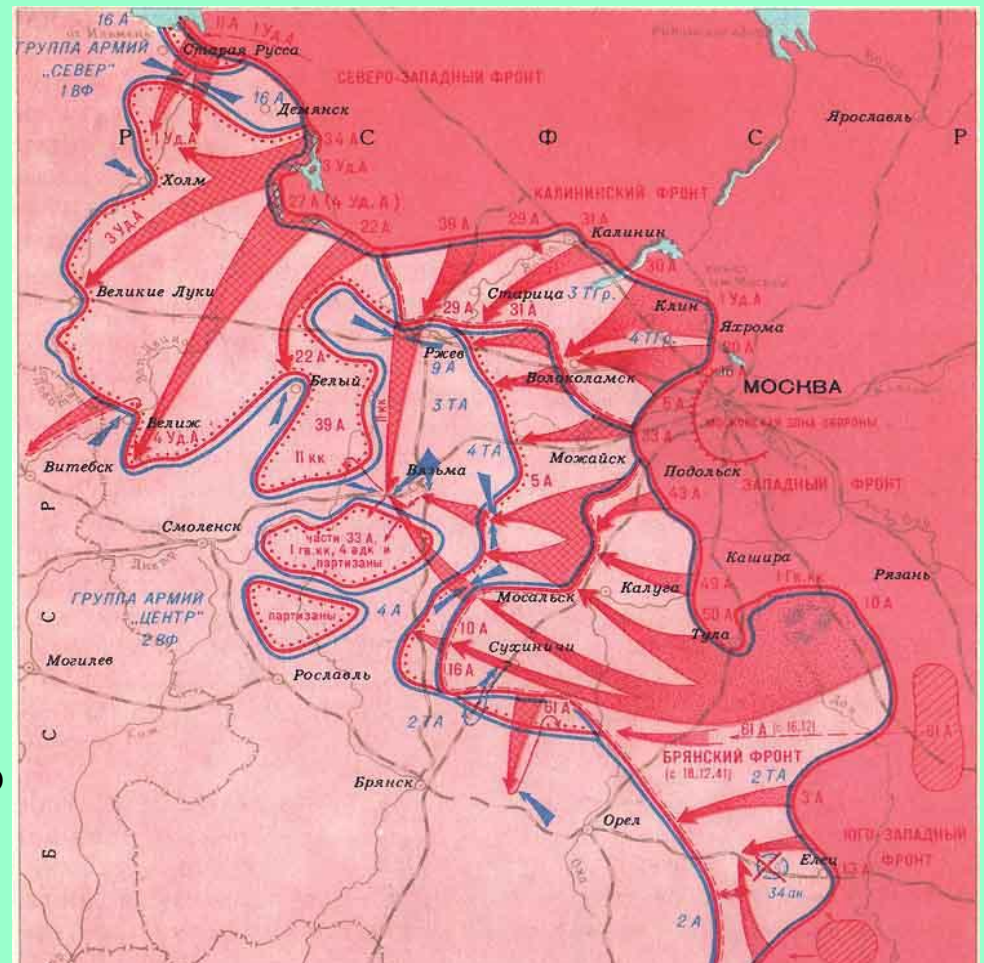 16 А
11 А
1 Уд.А
ГРУППА АРМИЙ
„СЕВЕР"
1 ВФ
Старая Русса
СЕВЕРО-ЗАПАДНЫЙ ФРОНТ
16 А
Демянск
Ярославль
Р
С
Ф
С
Р
1 Уд.А
34 А
3 Уд.А
Холм
КАЛИНИНСКИЙ ФРОНТ
27 А (4 Уд. А)
3 Уд.А
22 А
39 А
29 А
31 А
Калинин
30 А
Великие Луки
Старица
3 ТГр.
Клин
1 Уд.А
29 А
31 А
Яхрома
20 А
4 ТГр.
Ржев
9 А
22 А
Белый
Волоколамск
МОСКВА
3 ТА
5 А
МОСКОВСКАЯ ЗОНА ОБОРОНЫ
39 А
11 кк
Велиж
4 Уд.А
33 А
4 ТА
Витебск
11 кк
Вязьма
Можайск
Подольск
5 А
43 А
ЗАПАДНЫЙ ФРОНТ
Р
Смоленск
части 33 А,
1 гв.кк, 4 вдк и
партизаны
Днепр
Кашира
Рязань
ГРУППА АРМИЙ
„ЦЕНТР"
2 ВФ
49 А
1 Гв.кк
Калуга
10 А
Мосальск
4 А
50 А
партизаны
С
10 А
Тула
Сухиничи
Могилев
16 А
Рославль
2 ТА
61 А
61 А (с 16.12)
61 А
С
БРЯНСКИЙ ФРОНТ
(с 18.12.41)
2 ТА
Брянск
3 А
Орел
ЮГО-ЗАПАДНЫЙ
ФРОНТ
Б
Елец
13 А
Ока
34 ак
2 А